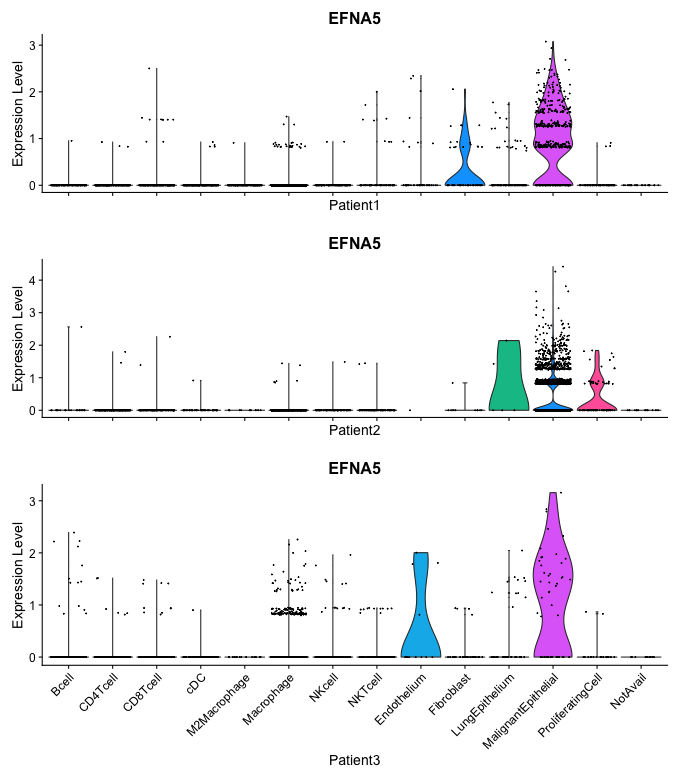 EFNA5
Expression Level
3
2
1
0
Patient1
EFNA5
Expression Level
4
3
2
1
0
Patient2
EFNA5
Expression Level
3
2
1
0
Bcell
CD4Tcell
CD8Tcell
cDC
M2Macrophage
Macrophage
NKcell
NKTcell
Endothelium
Fibroblast
LungEpithelium
MalignantEpithelial
ProliferatingCell
NotAvail
Patient3